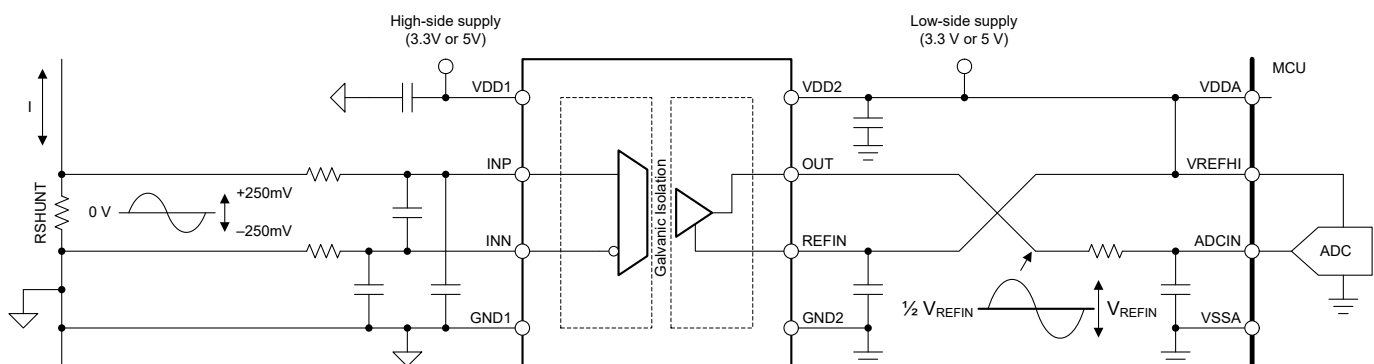 High-side supply
(3.3V or 5V)
Low-side supply
(3.3 V or 5 V)
MCU
VDD1
VDD2
VDDA
I
INP
OUT
VREFHI
RSHUNT
0 V
+250mV
–250mV
Galvanic Isolation
INN
REFIN
ADCIN
ADC
½ VREFIN
VREFIN
GND1
GND2
VSSA